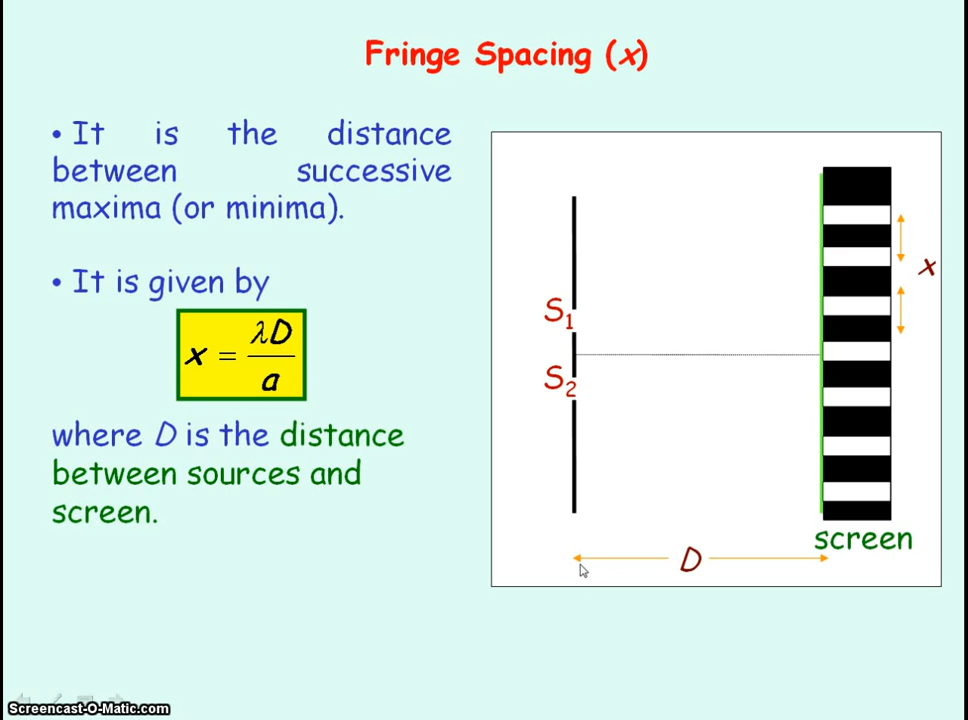 Fringe Spacing (x)
• It is the distance
between successive
maxima (or minima).
• It is given by
x = λD
a
where D is the distance
between sources and
screen.
S1
S2
x
screen
D
Screencast-O-Matic.com